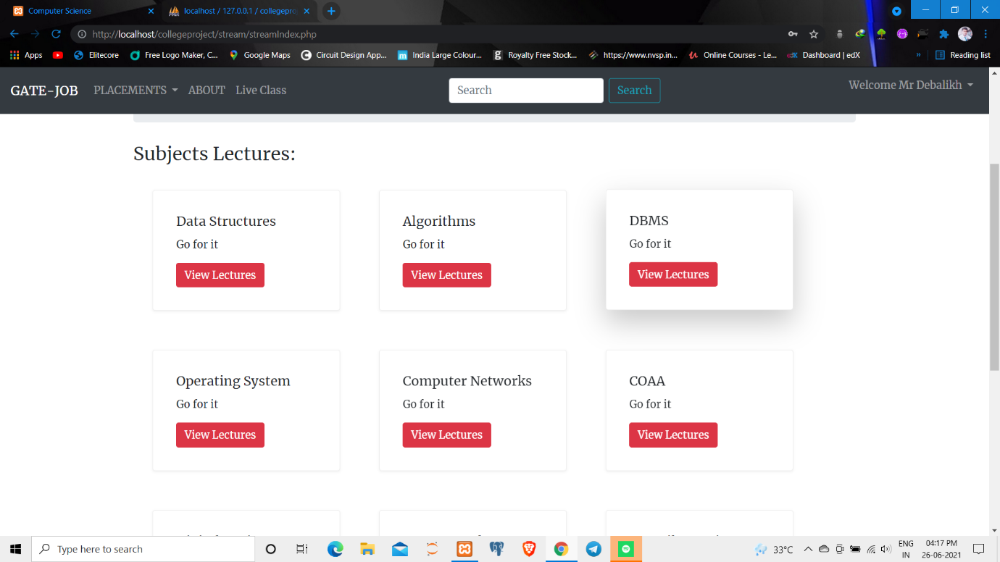 Computer Science
localhost / 127.0.0.1 / collegepro
http://localhost/collegeproject/stream/streamIndex.php
Apps
Elitecore
Free Logo Maker, C...
Google Maps
Circuit Design App...
India Large Colour...
Royalty Free Stock...
https://www.nvsp.in...
Online Courses - Le...
Dashboard | edX
»
Reading list
GATE-JOB
PLACEMENTS
ABOUT
Live Class
Search
Search
Welcome Mr Debalikh
Subjects Lectures:
Data Structures
Go for it
View Lectures
Algorithms
Go for it
View Lectures
DBMS
Go for it
View Lectures
Operating System
Go for it
View Lectures
Computer Networks
Go for it
View Lectures
COAA
Go for it
View Lectures
Type here to search
33°C
ENG
IN
04:17 PM
26-06-2021